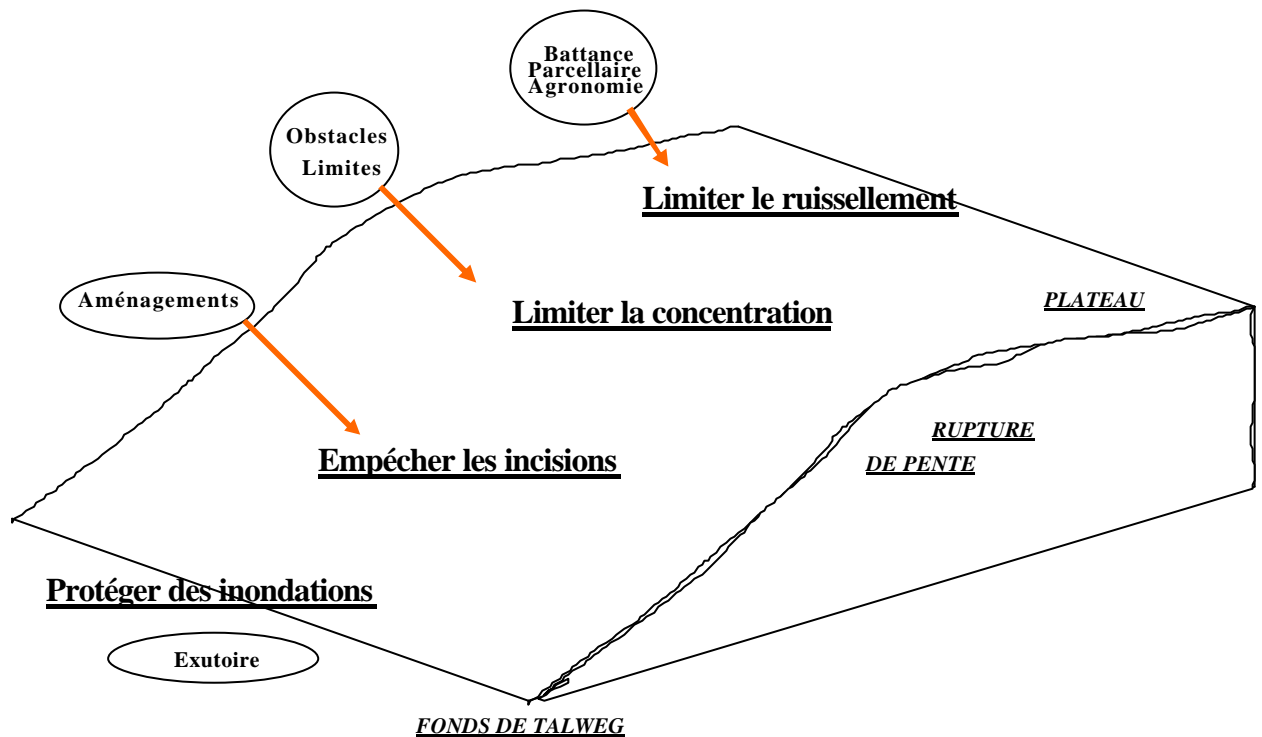 Battance
Parcellaire
Agronomie
Obstacles
Limites
Limiter le ruissellement
Aménagements
PLATEAU
Limiter la concentration
RUPTURE
DE PENTE
Empécher les incisions
Protéger des inondations
Exutoire
FONDS DE TALWEG